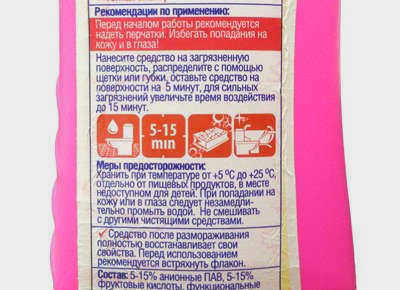 Рекомендации по применению:
Перед началом работы рекомендуется
надеть перчатки. Избегать попадания на
кожу и в глаза!
Нанесите средство на загрязненную
поверхность, распределите с помощью
щетки или губки, оставьте средство на
поверхности на 5 минут, для сильных
загрязнений увеличьте время воздействия
до 15 минут.
5-15
min
Меры предосторожности:
Хранить при температуре от +5 ºС до +25 ºС,
отдельно от пищевых продуктов, в месте
недоступном для детей. При попадании на
кожу или в глаза следует незамедли-
тельно промыть водой. Не смешивать
с другими чистящими средствами.
✓ Средство после размораживания
полностью восстанавливает свои
свойства. Перед использованием
рекомендуется встряхнуть флакон.
Состав: 5-15% анионные ПАВ, 5-15%
фруктовые кислоты, функциональные